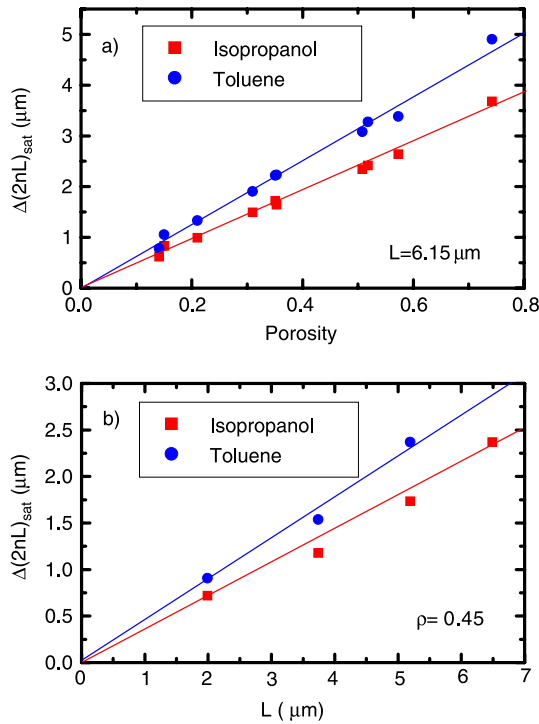 a)
Isopropanol
Toluene
5
4
3
2
1
0
Δ(2nL)sat (μm)
L=6.15 μm
0.0 0.2 0.4 0.6 0.8
Porosity
b)
Isopropanol
Toluene
3.0
2.5
2.0
1.5
1.0
0.5
0.0
Δ(2nL)sat (μm)
ρ= 0.45
0 1 2 3 4 5 6 7
L ( μm)